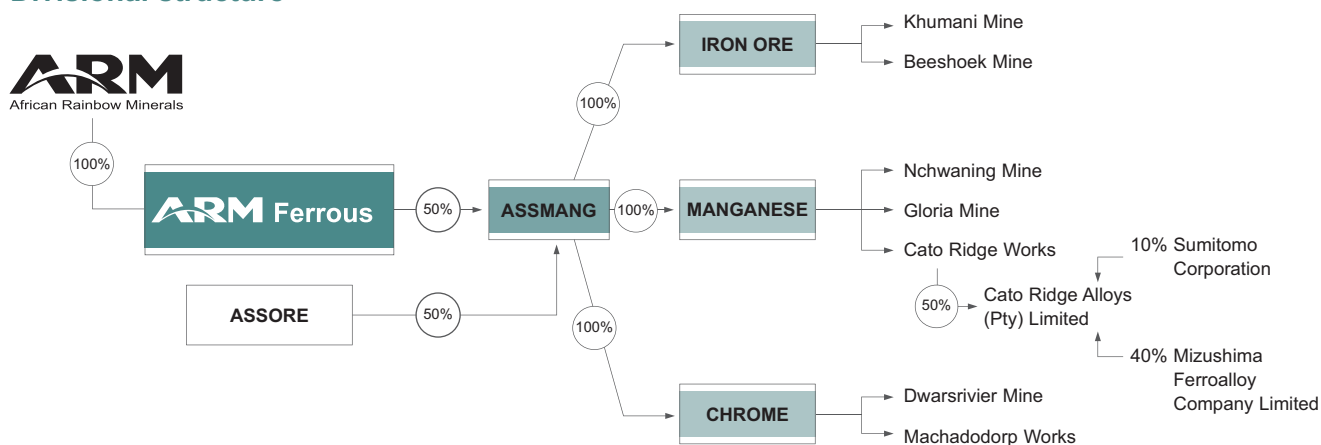 Divisional structure
ARM
African Rainbow Minerals
100%
ARM Ferrous
50%
ASSORE
50%
ASSMANG
100%
IRON ORE
Khumani Mine
Beeshoek Mine
100%
MANGANESE
Nchwaning Mine
Gloria Mine
Cato Ridge Works
50%
Cato Ridge Alloys
(Pty) Limited
10% Sumitomo
Corporation
40% Mizushima
Ferroalloy
Company Limited
100%
CHROME
Dwarsrivier Mine
Machadodorp Works